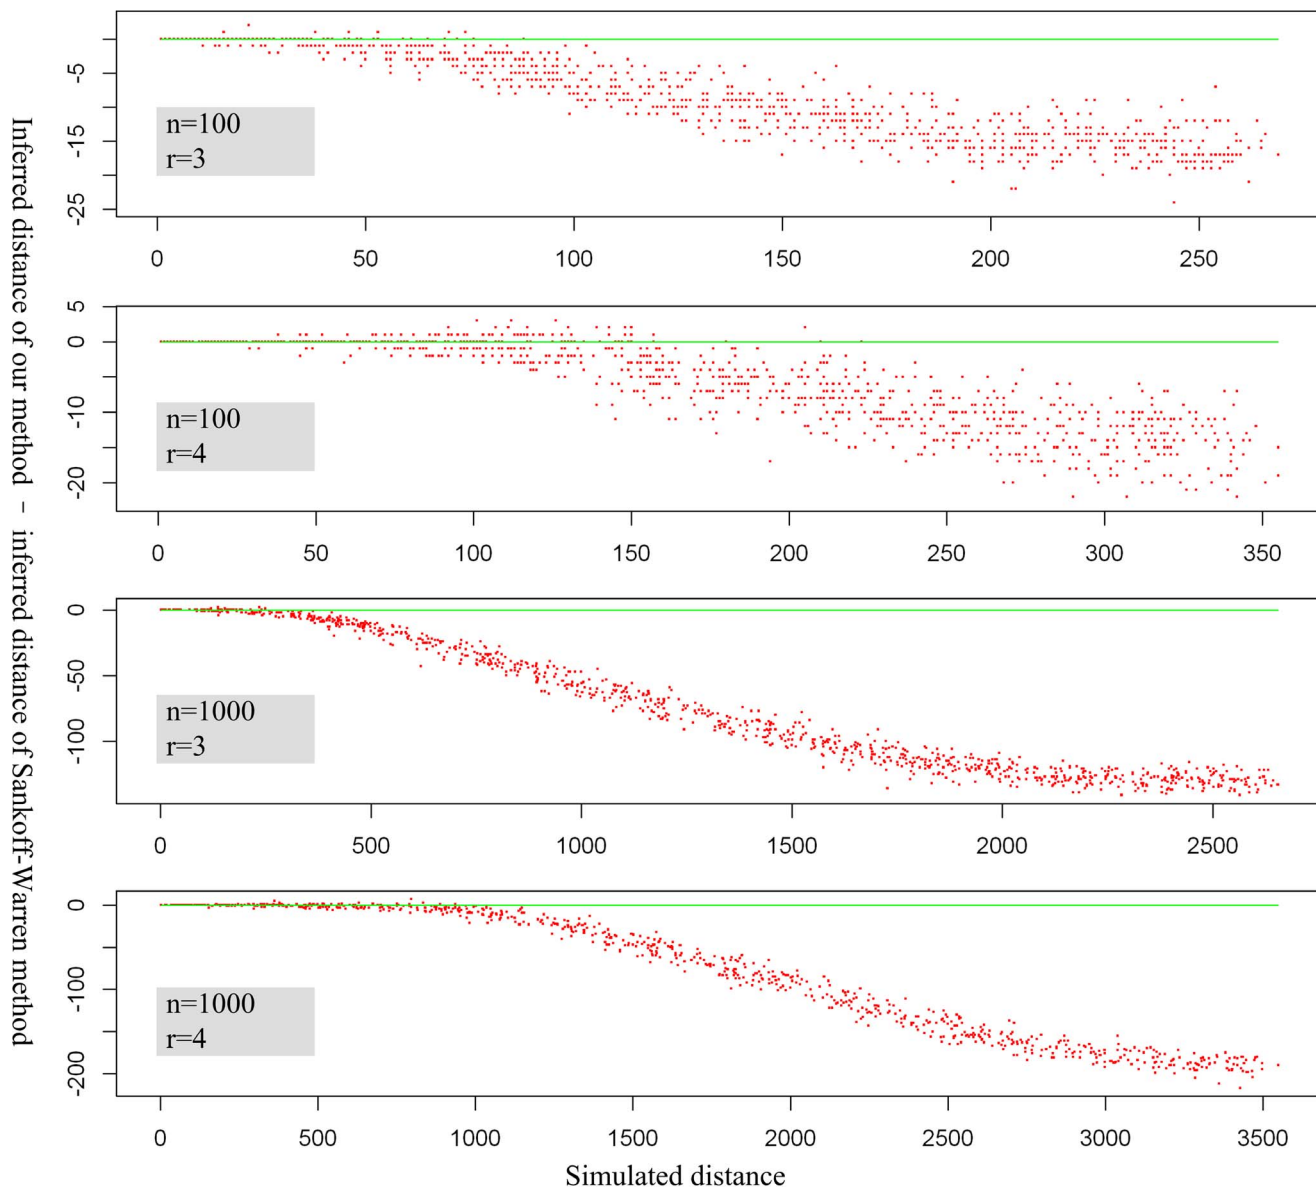 Inferred distance of our method - inferred distance of Sankoff-Warren method
-5
-15
-25
n=100
r=3
0 50 100 150 200 250
5
0
-10
-20
n=100
r=4
0 50 100 150 200 250 300 350
0
-50
-100
n=1000
r=3
0 500 1000 1500 2000 2500
0
-100
-200
n=1000
r=4
0 500 1000 1500 2000 2500 3000 3500
Simulated distance